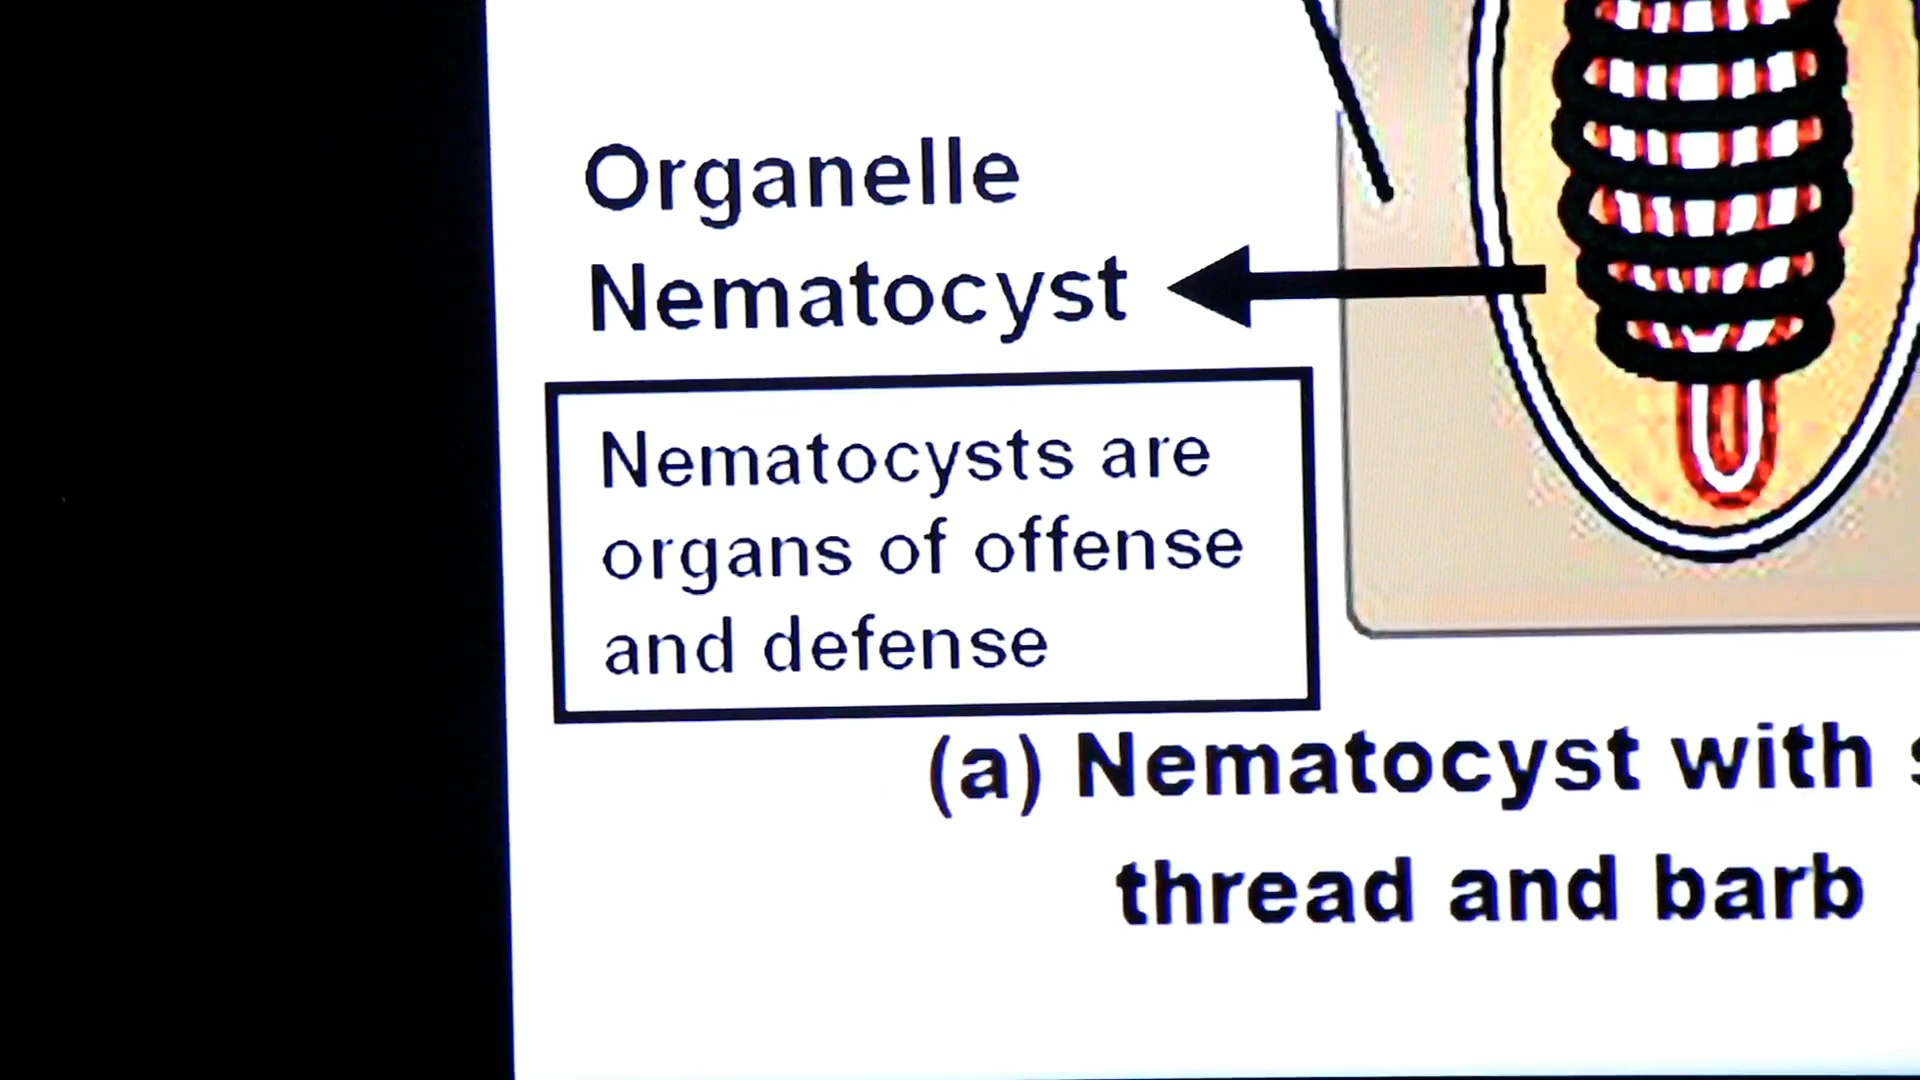 Organelle
Nematocyst
Nematocysts are
organs of offense
and defense
(a) Nematocyst with
thread and barb